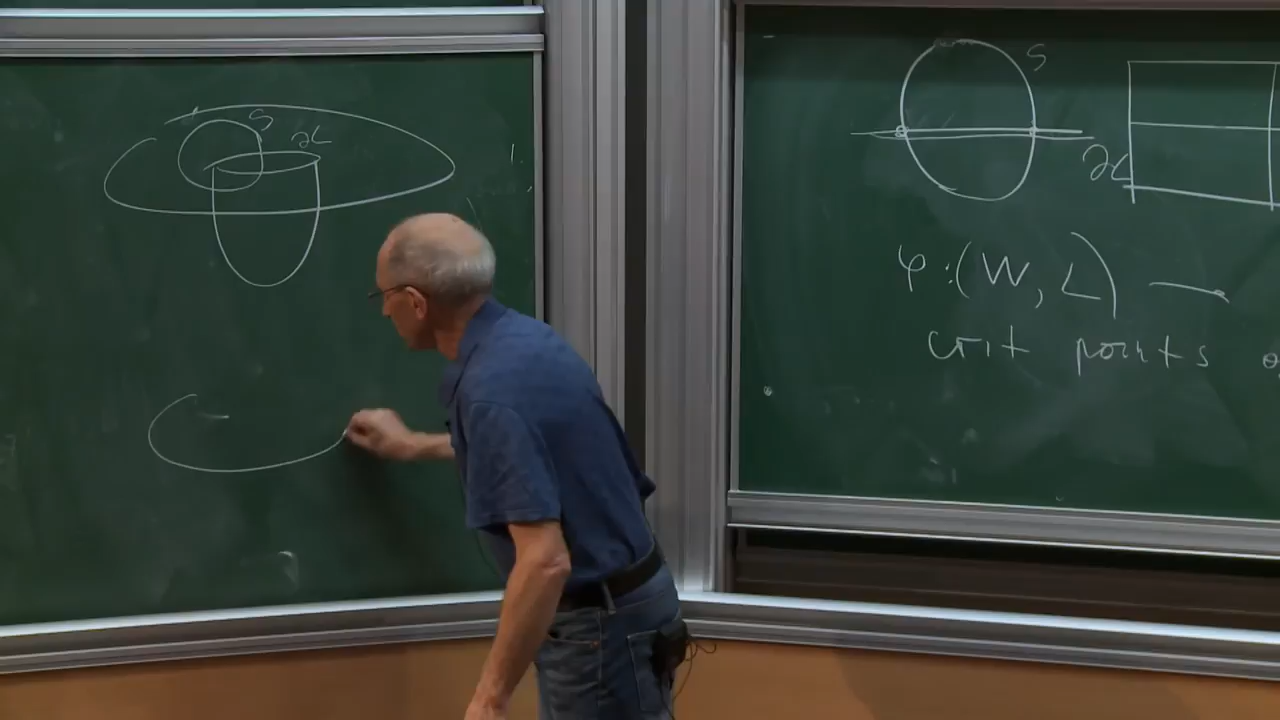 S
∂L
S
∂L
φ:(W, L) —
crit points